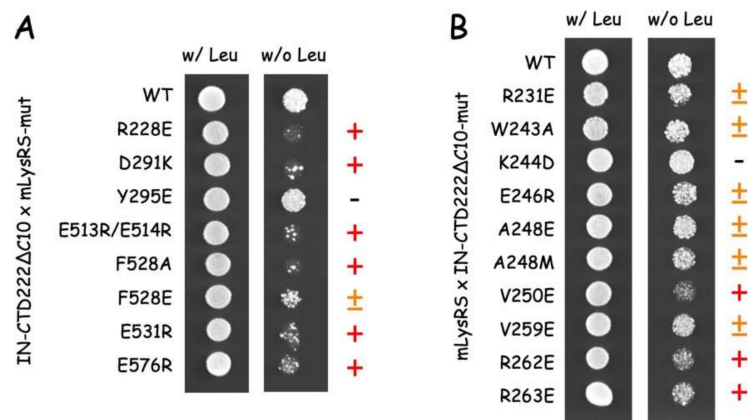 A
w/ Leu w/o Leu
IN-CTD222ΔC10 x mLysRS-mut
WT
R228E +
D291K +
Y295E -
E513R/E514R +
F528A +
F528E ±
E531R +
E576R +
B
w/ Leu w/o Leu
mLysRS x IN-CTD222ΔC10-mut
WT
R231E ±
W243A ±
K244D -
E246R ±
A248E ±
A248M ±
V250E +
V259E ±
R262E +
R263E +